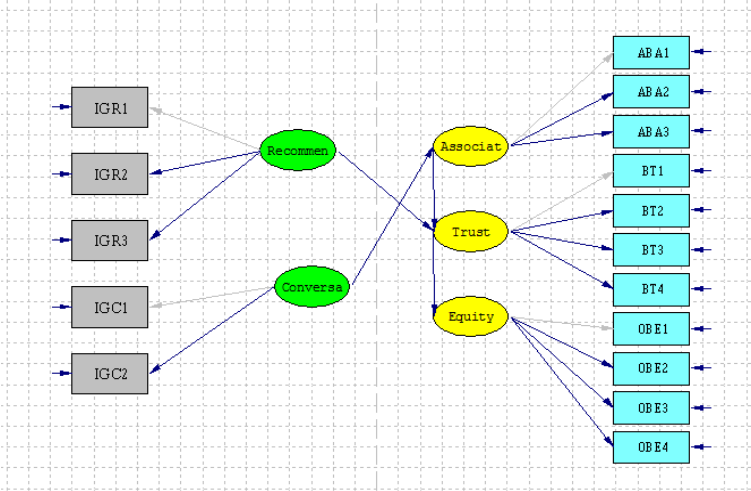 IGR1
IGR2
IGR3
IGC1
IGC2
Recommen
Conversa
Associat
Trust
Equity
ABA1
ABA2
ABA3
BT1
BT2
BT3
BT4
OBE1
OBE2
OBE3
OBE4